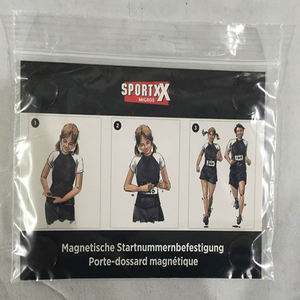 SPORTXX
MIGROS
1
2
3
Magnetische Startnummernbefestigung
Porte-dossard magnétique